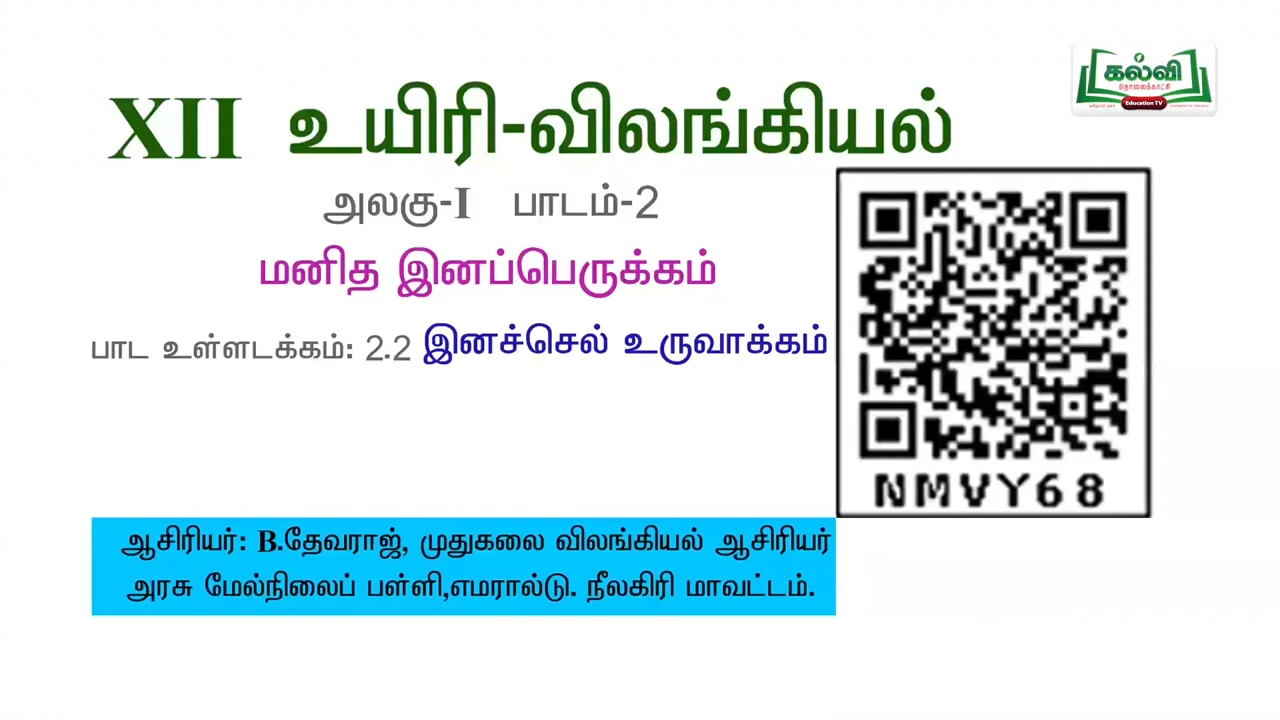 கல்வி
தொலைக்காட்சி
Education TV
XII உயிரி-விலங்கியல்
அலகு-I பாடம்-2
மனித இனப்பெருக்கம்
பாட உள்ளடக்கம்: 2.2 இனச்செல் உருவாக்கம்
NMVY68
ஆசிரியர்: B.தேவராஜ், முதுகலை விலங்கியல் ஆசிரியர்
அரசு மேல்நிலைப் பள்ளி,எமரால்டு. நீலகிரி மாவட்டம்.